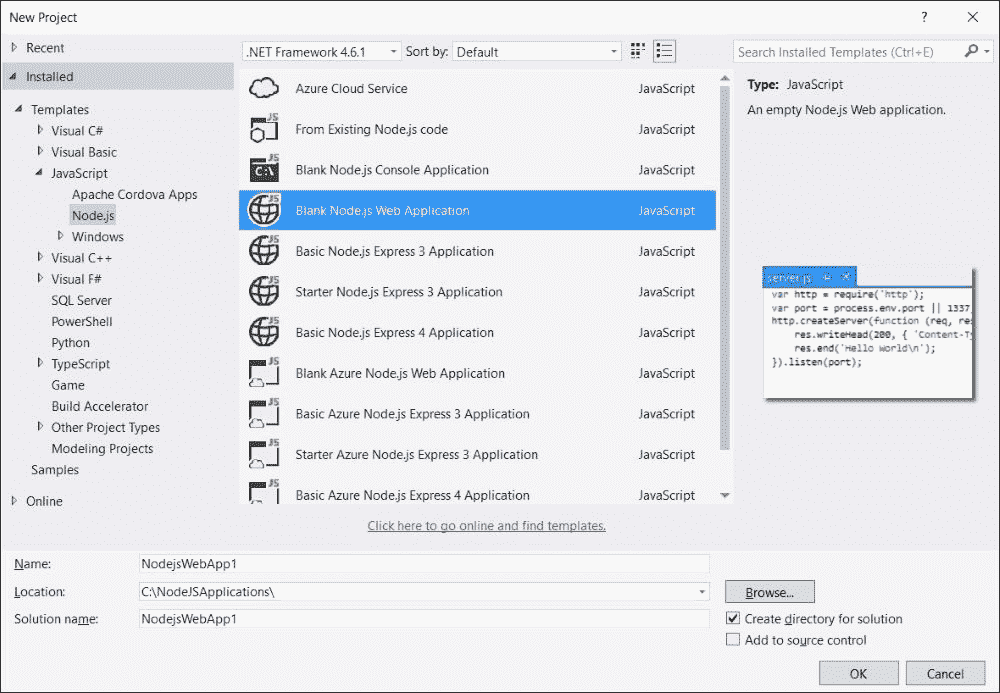 New Project
?
Recent
.NET Framework 4.6.1
Sort by:
Default
Search Installed Templates (Ctrl+E)
Installed
Templates
Visual C#
Visual Basic
JavaScript
Apache Cordova Apps
Node.js
Windows
Visual C++
Visual F#
SQL Server
PowerShell
Python
TypeScript
Game
Build Accelerator
Other Project Types
Modeling Projects
Samples
Online
Azure Cloud Service JavaScript
From Existing Node.js code JavaScript
Blank Node.js Console Application JavaScript
Blank Node.js Web Application JavaScript
Basic Node.js Express 3 Application JavaScript
Starter Node.js Express 3 Application JavaScript
Basic Node.js Express 4 Application JavaScript
Blank Azure Node.js Web Application JavaScript
Basic Azure Node.js Express 3 Application JavaScript
Starter Azure Node.js Express 3 Application JavaScript
Basic Azure Node.js Express 4 Application JavaScript
Click here to go online and find templates.
Type: JavaScript
An empty Node.js Web application.
server.js
var http = require('http');
var port = process.env.port || 1337
http.createServer(function (req, res
res.writeHead(200, { 'Content-Ty
res.end('Hello World\n');
}).listen(port);
Name: NodejsWebApp1
Location: C:\NodeJSApplications\
Browse...
Solution name: NodejsWebApp1
Create directory for solution
Add to source control
OK
Cancel